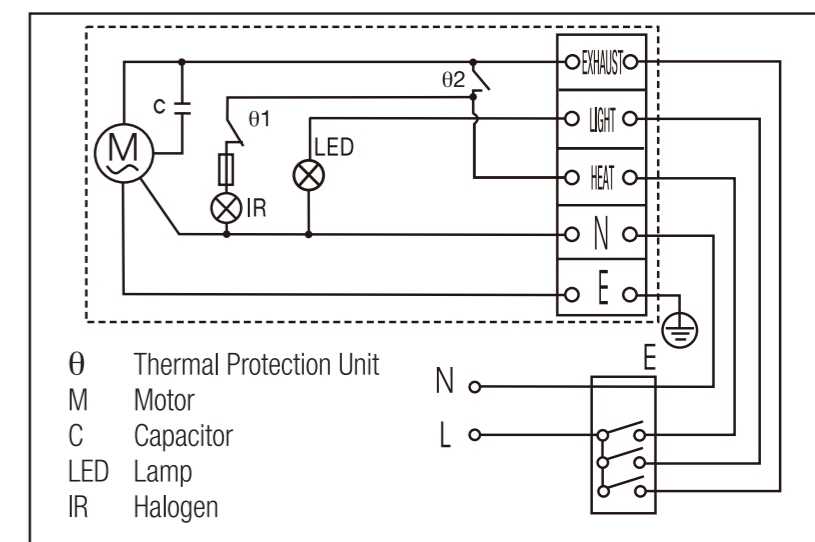 EXHAUST
θ2
C
θ1
LIGHT
M
LED
HEAT
IR
N
E
E
θ Thermal Protection Unit
M Motor
C Capacitor
LED Lamp
IR Halogen
N
L